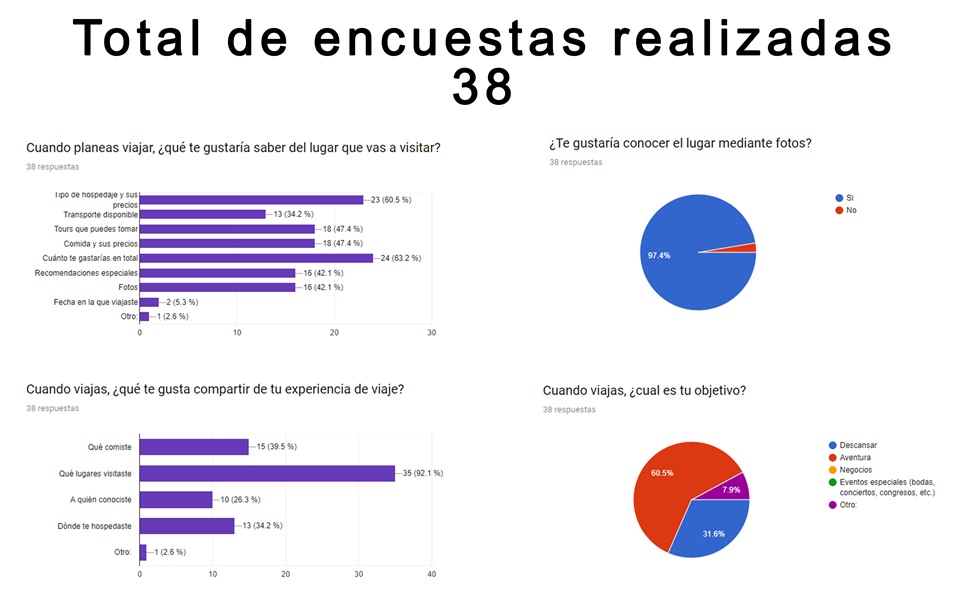 Total de encuestas realizadas
38
Cuando planeas viajar, ¿qué te gustaría saber del lugar que vas a visitar?
38 respuestas
Tipo de hospedaje y sus
precios
23 (60.5 %)
Transporte disponible
13 (34.2 %)
Tours que puedes tomar
18 (47.4 %)
Comida y sus precios
18 (47.4 %)
Cuánto te gastarías en total
24 (63.2 %)
Recomendaciones especiales
16 (42.1 %)
Fotos
16 (42.1 %)
Fecha en la que viajaste
2 (5.3 %)
Otro:
1 (2.6 %)
0 10 20 30
¿Te gustaría conocer el lugar mediante fotos?
38 respuestas
Si
No
97.4%
Cuando viajas, ¿qué te gusta compartir de tu experiencia de viaje?
38 respuestas
Qué comiste
15 (39.5 %)
Qué lugares visitaste
35 (92.1 %)
A quién conociste
10 (26.3 %)
Dónde te hospedaste
13 (34.2 %)
Otro:
1 (2.6 %)
0 10 20 30 40
Cuando viajas, ¿cual es tu objetivo?
38 respuestas
Descansar
Aventura
Negocios
Eventos especiales (bodas,
conciertos, congresos, etc.)
Otro:
60.5%
7.9%
31.6%